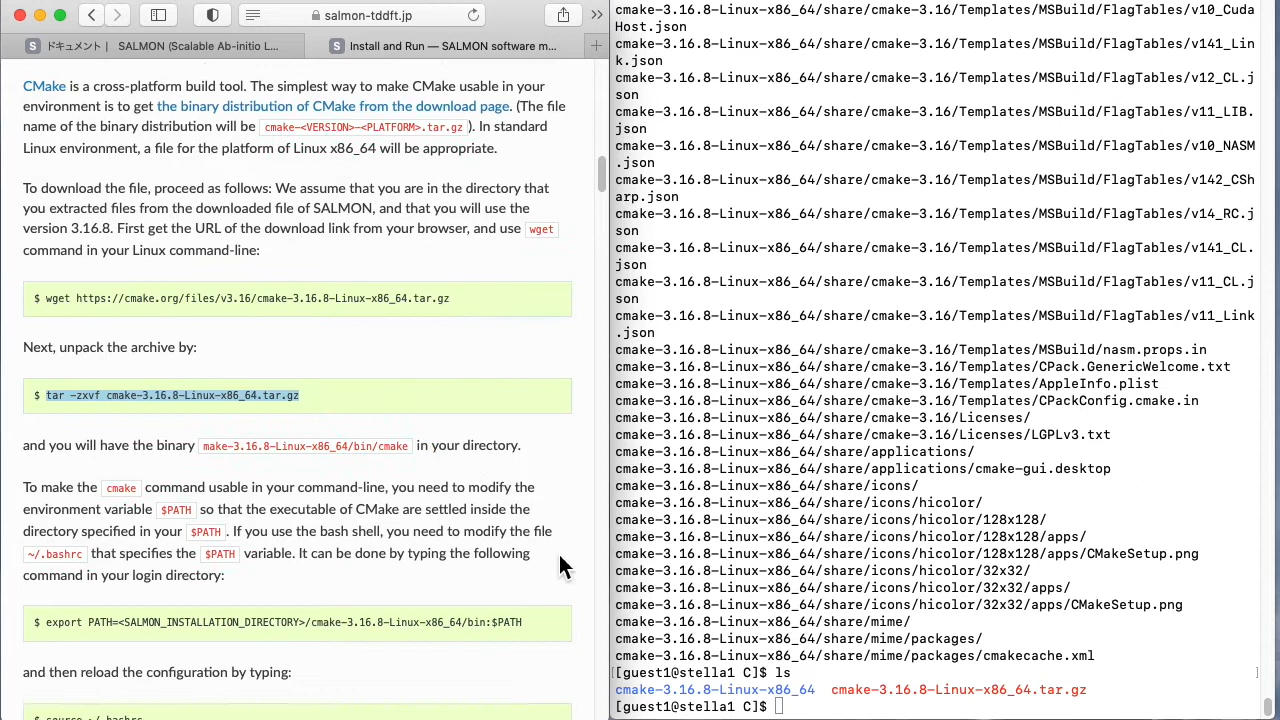 salmon-tddft.jp
S ドキュメント | SALMON (Scalable Ab-initio L...
S Install and Run — SALMON software m...
CMake is a cross-platform build tool. The simplest way to make CMake usable in your
environment is to get the binary distribution of CMake from the download page. (The file
name of the binary distribution will be cmake-<VERSION>-<PLATFORM>.tar.gz ). In standard
Linux environment, a file for the platform of Linux x86_64 will be appropriate.
To download the file, proceed as follows: We assume that you are in the directory that
you extracted files from the downloaded file of SALMON, and that you will use the
version 3.16.8. First get the URL of the download link from your browser, and use wget
command in your Linux command-line:
$ wget https://cmake.org/files/v3.16/cmake-3.16.8-Linux-x86_64.tar.gz
Next, unpack the archive by:
$ tar -zxvf cmake-3.16.8-Linux-x86_64.tar.gz
and you will have the binary make-3.16.8-Linux-x86_64/bin/cmake in your directory.
To make the cmake command usable in your command-line, you need to modify the
environment variable $PATH so that the executable of CMake are settled inside the
directory specified in your $PATH . If you use the bash shell, you need to modify the file
~/.bashrc that specifies the $PATH variable. It can be done by typing the following
command in your login directory:
$ export PATH=<SALMON_INSTALLATION_DIRECTORY>/cmake-3.16.8-Linux-x86_64/bin:$PATH
and then reload the configuration by typing:
$ source ~/.bashrc
cmake-3.16.8-Linux-x86_64/share/cmake-3.16/Templates/MSBuild/FlagTables/v10_Cuda
Host.json
cmake-3.16.8-Linux-x86_64/share/cmake-3.16/Templates/MSBuild/FlagTables/v141_Lin
k.json
cmake-3.16.8-Linux-x86_64/share/cmake-3.16/Templates/MSBuild/FlagTables/v12_CL.j
son
cmake-3.16.8-Linux-x86_64/share/cmake-3.16/Templates/MSBuild/FlagTables/v11_LIB.
json
cmake-3.16.8-Linux-x86_64/share/cmake-3.16/Templates/MSBuild/FlagTables/v10_NASM
.json
cmake-3.16.8-Linux-x86_64/share/cmake-3.16/Templates/MSBuild/FlagTables/v142_CSh
arp.json
cmake-3.16.8-Linux-x86_64/share/cmake-3.16/Templates/MSBuild/FlagTables/v14_RC.j
son
cmake-3.16.8-Linux-x86_64/share/cmake-3.16/Templates/MSBuild/FlagTables/v141_CL.
json
cmake-3.16.8-Linux-x86_64/share/cmake-3.16/Templates/MSBuild/FlagTables/v11_CL.j
son
cmake-3.16.8-Linux-x86_64/share/cmake-3.16/Templates/MSBuild/FlagTables/v11_Link
.json
cmake-3.16.8-Linux-x86_64/share/cmake-3.16/Templates/MSBuild/nasm.props.in
cmake-3.16.8-Linux-x86_64/share/cmake-3.16/Templates/CPack.GenericWelcome.txt
cmake-3.16.8-Linux-x86_64/share/cmake-3.16/Templates/AppleInfo.plist
cmake-3.16.8-Linux-x86_64/share/cmake-3.16/Templates/CPackConfig.cmake.in
cmake-3.16.8-Linux-x86_64/share/cmake-3.16/Licenses/
cmake-3.16.8-Linux-x86_64/share/cmake-3.16/Licenses/LGPLv3.txt
cmake-3.16.8-Linux-x86_64/share/applications/
cmake-3.16.8-Linux-x86_64/share/applications/cmake-gui.desktop
cmake-3.16.8-Linux-x86_64/share/icons/
cmake-3.16.8-Linux-x86_64/share/icons/hicolor/
cmake-3.16.8-Linux-x86_64/share/icons/hicolor/128x128/
cmake-3.16.8-Linux-x86_64/share/icons/hicolor/128x128/apps/
cmake-3.16.8-Linux-x86_64/share/icons/hicolor/128x128/apps/CMakeSetup.png
cmake-3.16.8-Linux-x86_64/share/icons/hicolor/32x32/
cmake-3.16.8-Linux-x86_64/share/icons/hicolor/32x32/apps/
cmake-3.16.8-Linux-x86_64/share/icons/hicolor/32x32/apps/CMakeSetup.png
cmake-3.16.8-Linux-x86_64/share/mime/
cmake-3.16.8-Linux-x86_64/share/mime/packages/
cmake-3.16.8-Linux-x86_64/share/mime/packages/cmakecache.xml
[guest1@stella1 C]$ ls
cmake-3.16.8-Linux-x86_64 cmake-3.16.8-Linux-x86_64.tar.gz
[guest1@stella1 C]$